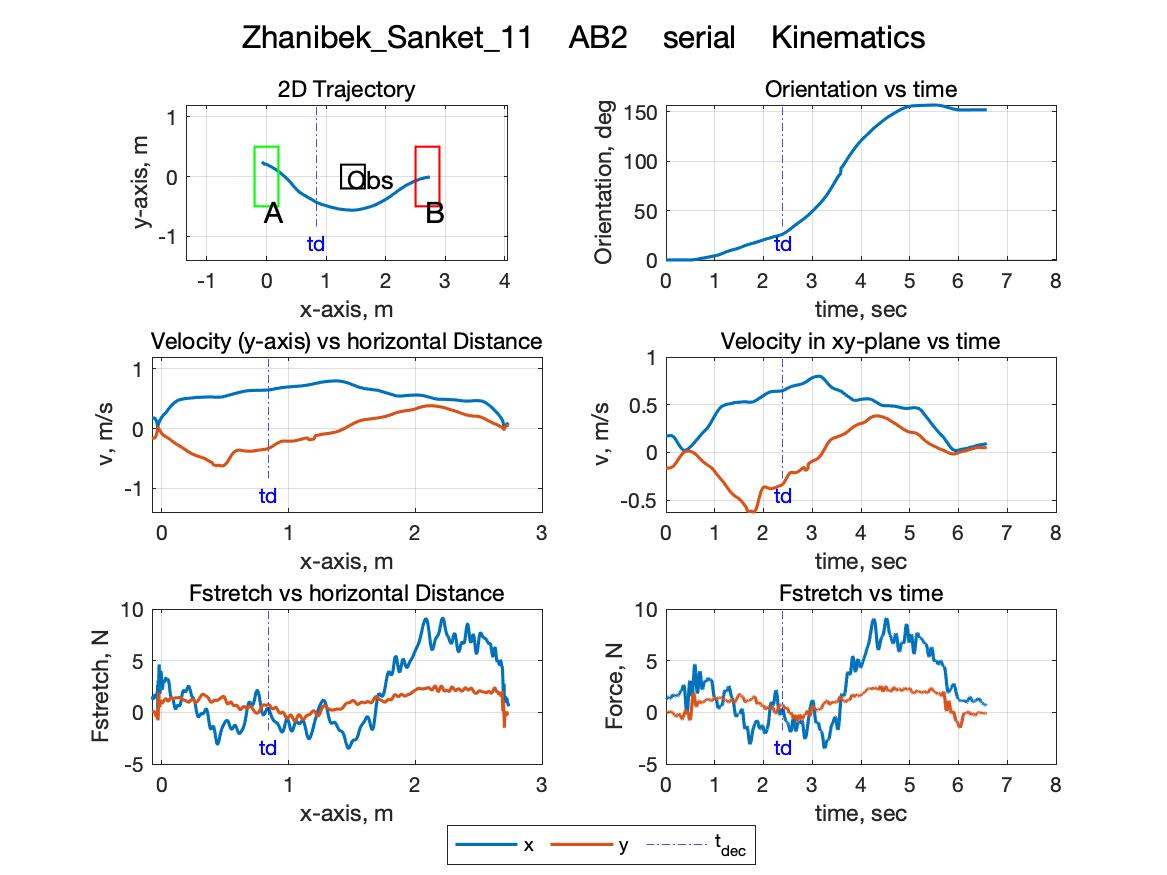 Zhanibek_Sanket_11 AB2 serial Kinematics
2D Trajectory
y-axis, m
1
0
-1
A
Obs
B
td
-1 0 1 2 3 4
x-axis, m
Orientation vs time
Orientation, deg
150
100
50
0
td
0 1 2 3 4 5 6 7 8
time, sec
Velocity (y-axis) vs horizontal Distance
v, m/s
1
0
-1
td
0 1 2 3
x-axis, m
Velocity in xy-plane vs time
v, m/s
1
0.5
0
-0.5
td
0 1 2 3 4 5 6 7 8
time, sec
Fstretch vs horizontal Distance
Fstretch, N
10
5
0
-5
td
0 1 2 3
x-axis, m
Fstretch vs time
Force, N
10
5
0
-5
td
0 1 2 3 4 5 6 7 8
time, sec
x y t_dec